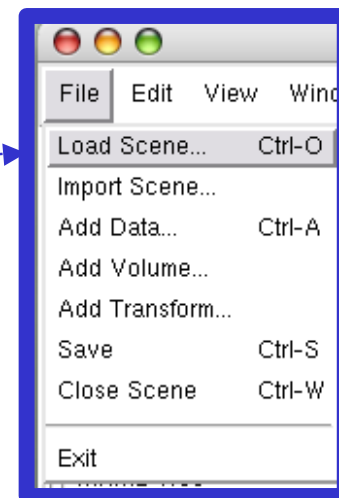 File Edit View
Load Scene... Ctrl-O
Import Scene...
Add Data... Ctrl-A
Add Volume...
Add Transform...
Save Ctrl-S
Close Scene Ctrl-W
Exit